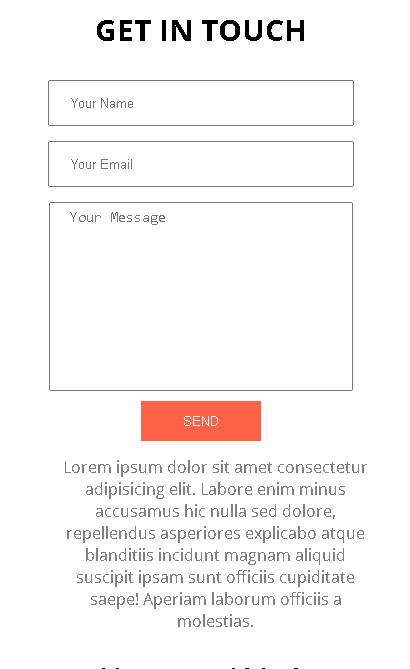 GET IN TOUCH
Your Name
Your Email
Your Message
SEND
Lorem ipsum dolor sit amet consectetur
adipisicing elit. Labore enim minus
accusamus hic nulla sed dolore,
repellendus asperiores explicabo atque
blanditiis incidunt magnam aliquid
suscipit ipsam sunt officiis cupiditate
saepe! Aperiam laborum officiis a
molestias.